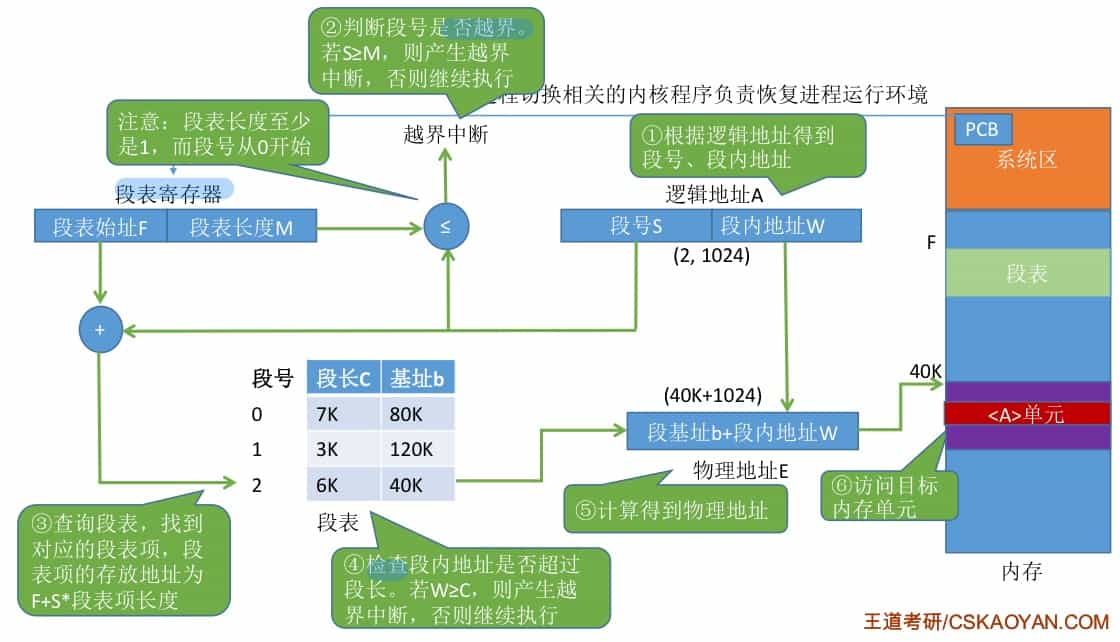 ②判断段号是否越界。
若S≥M，则产生越界
中断，否则继续执行
程切换相关的内核程序负责恢复进程运行环境
注意：段表长度至少
是1，而段号从0开始
越界中断
①根据逻辑地址得到
段号、段内地址
PCB
系统区
段表寄存器
逻辑地址A
段表始址F
段表长度M
≤
段号S
段内地址W
(2, 1024)
F
段表
+
段号
段长C
基址b
0
7K
80K
1
3K
120K
2
6K
40K
段表
(40K+1024)
段基址b+段内地址W
物理地址E
40K
<A>单元
③查询段表，找到
对应的段表项，段
表项的存放地址为
F+S*段表项长度
④检查段内地址是否超过
段长。若W≥C，则产生越
界中断，否则继续执行
⑤计算得到物理地址
⑥访问目标
内存单元
内存
王道考研/CSKAOYAN.COM